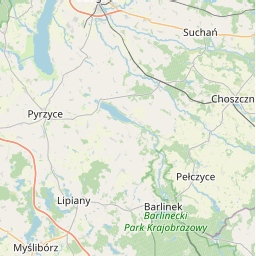 Suchań
Choszczn
Pyrzyce
Pełczyce
Lipiany
Barlinek
Barlinecki
Park Krajobrazowy
Myślibórz